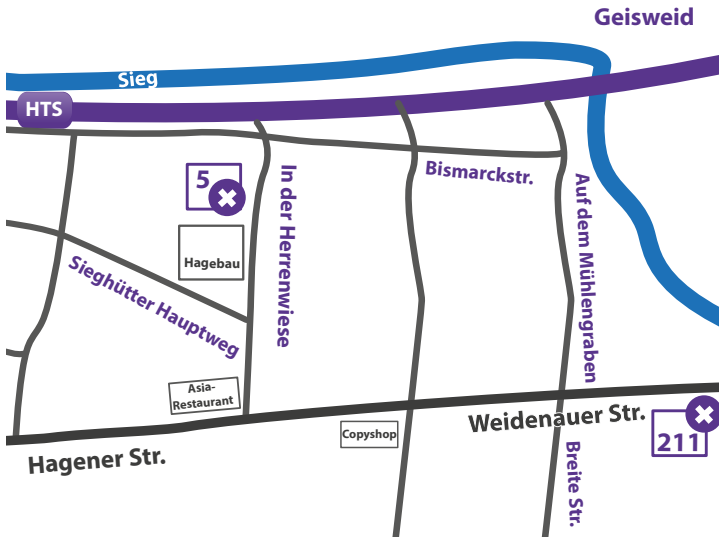 Geisweid
Sieg
HTS
Bismarckstr.
5
In der Herrenwiese
Auf dem Mühlengraben
Hagebau
Sieghütter Hauptweg
Asia-
Restaurant
Weidenauer Str.
211
Copyshop
Breite Str.
Hagener Str.